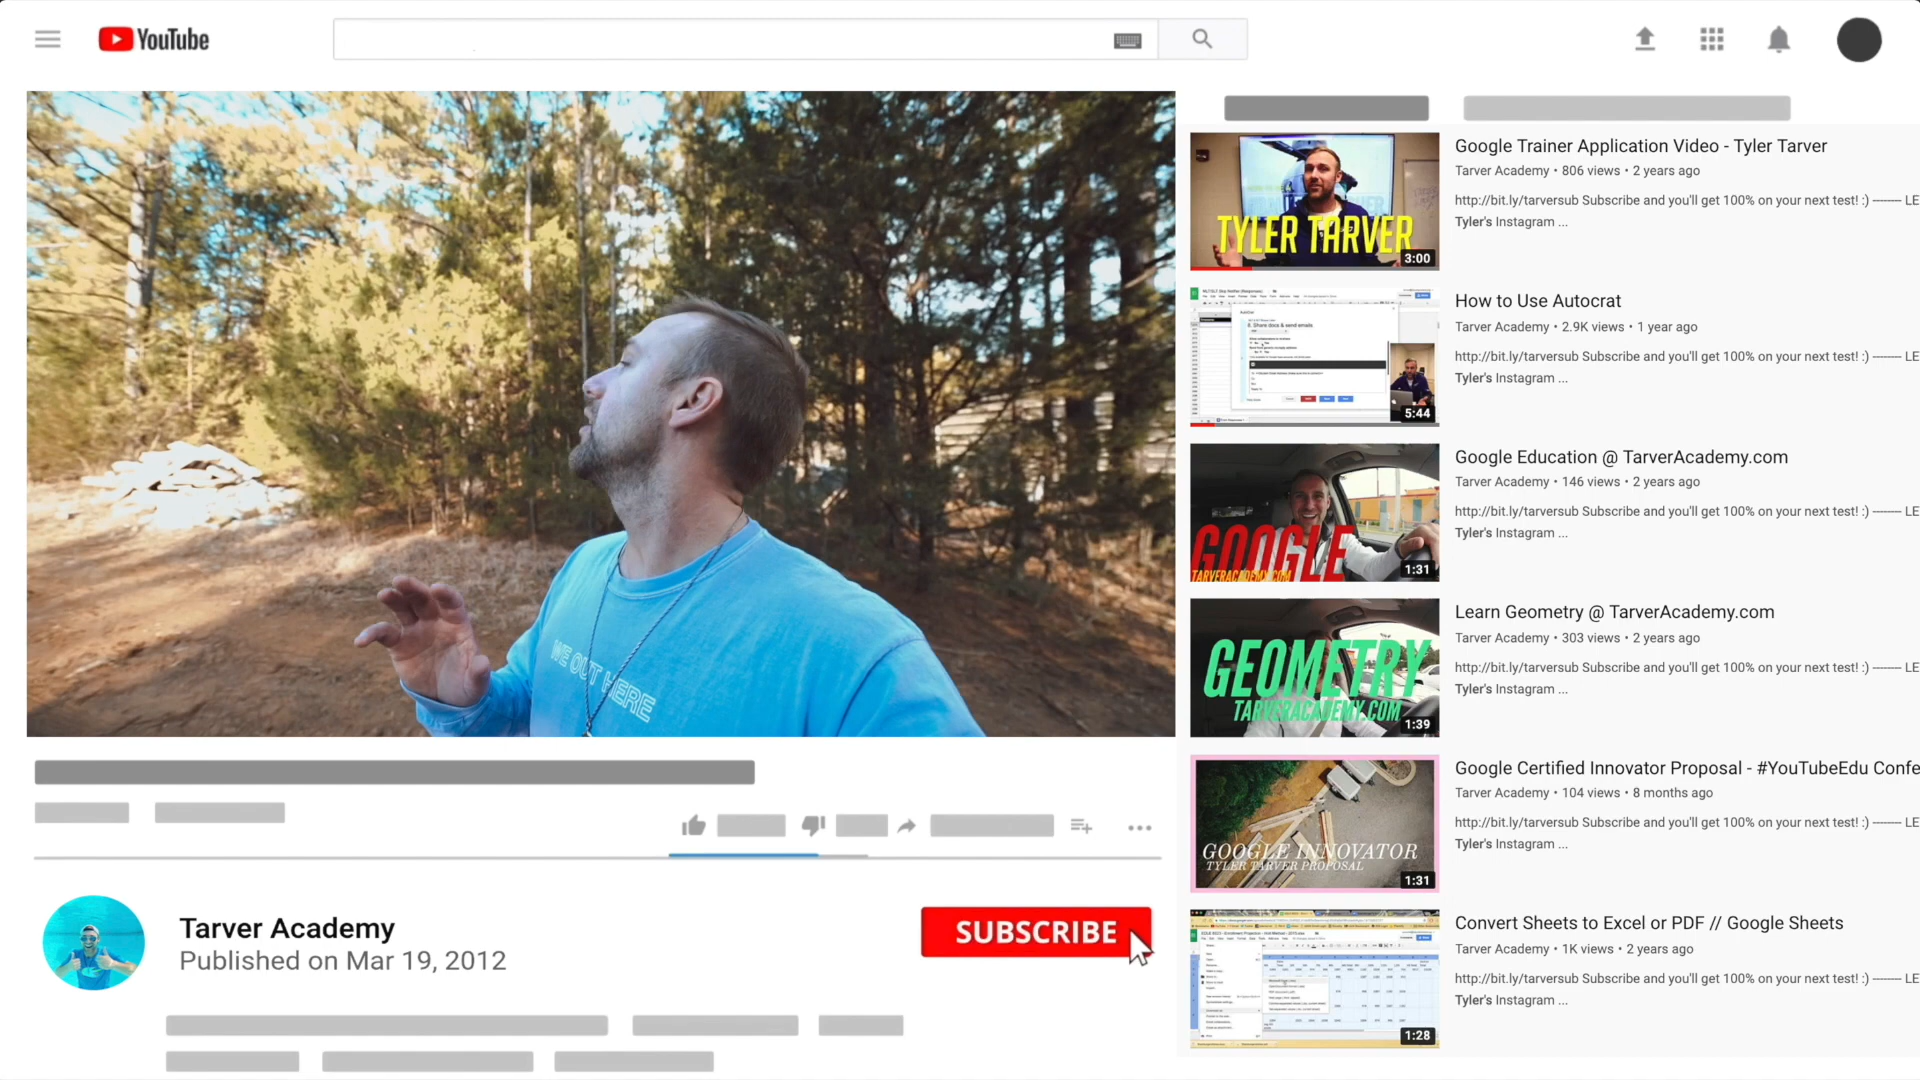 YouTube
WE OUT HERE
SUBSCRIBE
Tarver Academy
Published on Mar 19, 2012
TYLER TARVER
3:00
Google Trainer Application Video - Tyler Tarver
Tarver Academy • 806 views • 2 years ago
http://bit.ly/tarversub Subscribe and you'll get 100% on your next test! :) -------- LE
Tyler's Instagram ...
8. Share docs & send emails
5:44
How to Use Autocrat
Tarver Academy • 2.9K views • 1 year ago
http://bit.ly/tarversub Subscribe and you'll get 100% on your next test! :) -------- LE
Tyler's Instagram ...
GOOGLE
TARVERACADEMY.COM
1:31
Google Education @ TarverAcademy.com
Tarver Academy • 146 views • 2 years ago
http://bit.ly/tarversub Subscribe and you'll get 100% on your next test! :) -------- LE
Tyler's Instagram ...
GEOMETRY
TARVERACADEMY.COM
1:39
Learn Geometry @ TarverAcademy.com
Tarver Academy • 303 views • 2 years ago
http://bit.ly/tarversub Subscribe and you'll get 100% on your next test! :) -------- LE
Tyler's Instagram ...
GOOGLE INNOVATOR
TYLER TARVER PROPOSAL
1:31
Google Certified Innovator Proposal - #YouTubeEdu Confe
Tarver Academy • 104 views • 8 months ago
http://bit.ly/tarversub Subscribe and you'll get 100% on your next test! :) -------- LE
Tyler's Instagram ...
1:28
Convert Sheets to Excel or PDF // Google Sheets
Tarver Academy • 1K views • 2 years ago
http://bit.ly/tarversub Subscribe and you'll get 100% on your next test! :) -------- LE
Tyler's Instagram ...